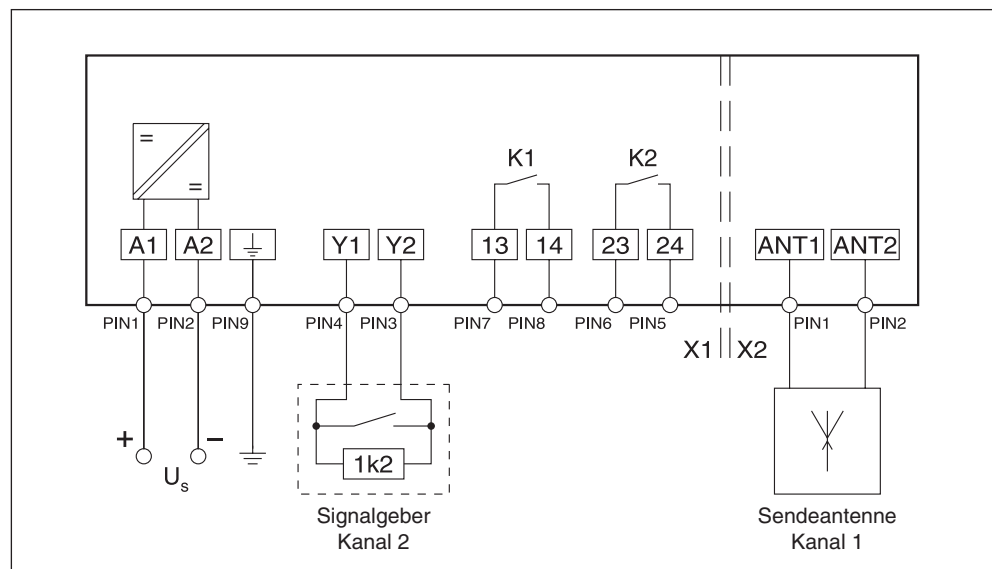 K1 K2
A1 A2 Y1 Y2 13 14 23 24 ANT1 ANT2
PIN1 PIN2 PIN9 PIN4 PIN3 PIN7 PIN8 PIN6 PIN5 PIN1 PIN2
X1 X2
+ –
Us
1k2
Signalgeber
Kanal 2
Sendeantenne
Kanal 1